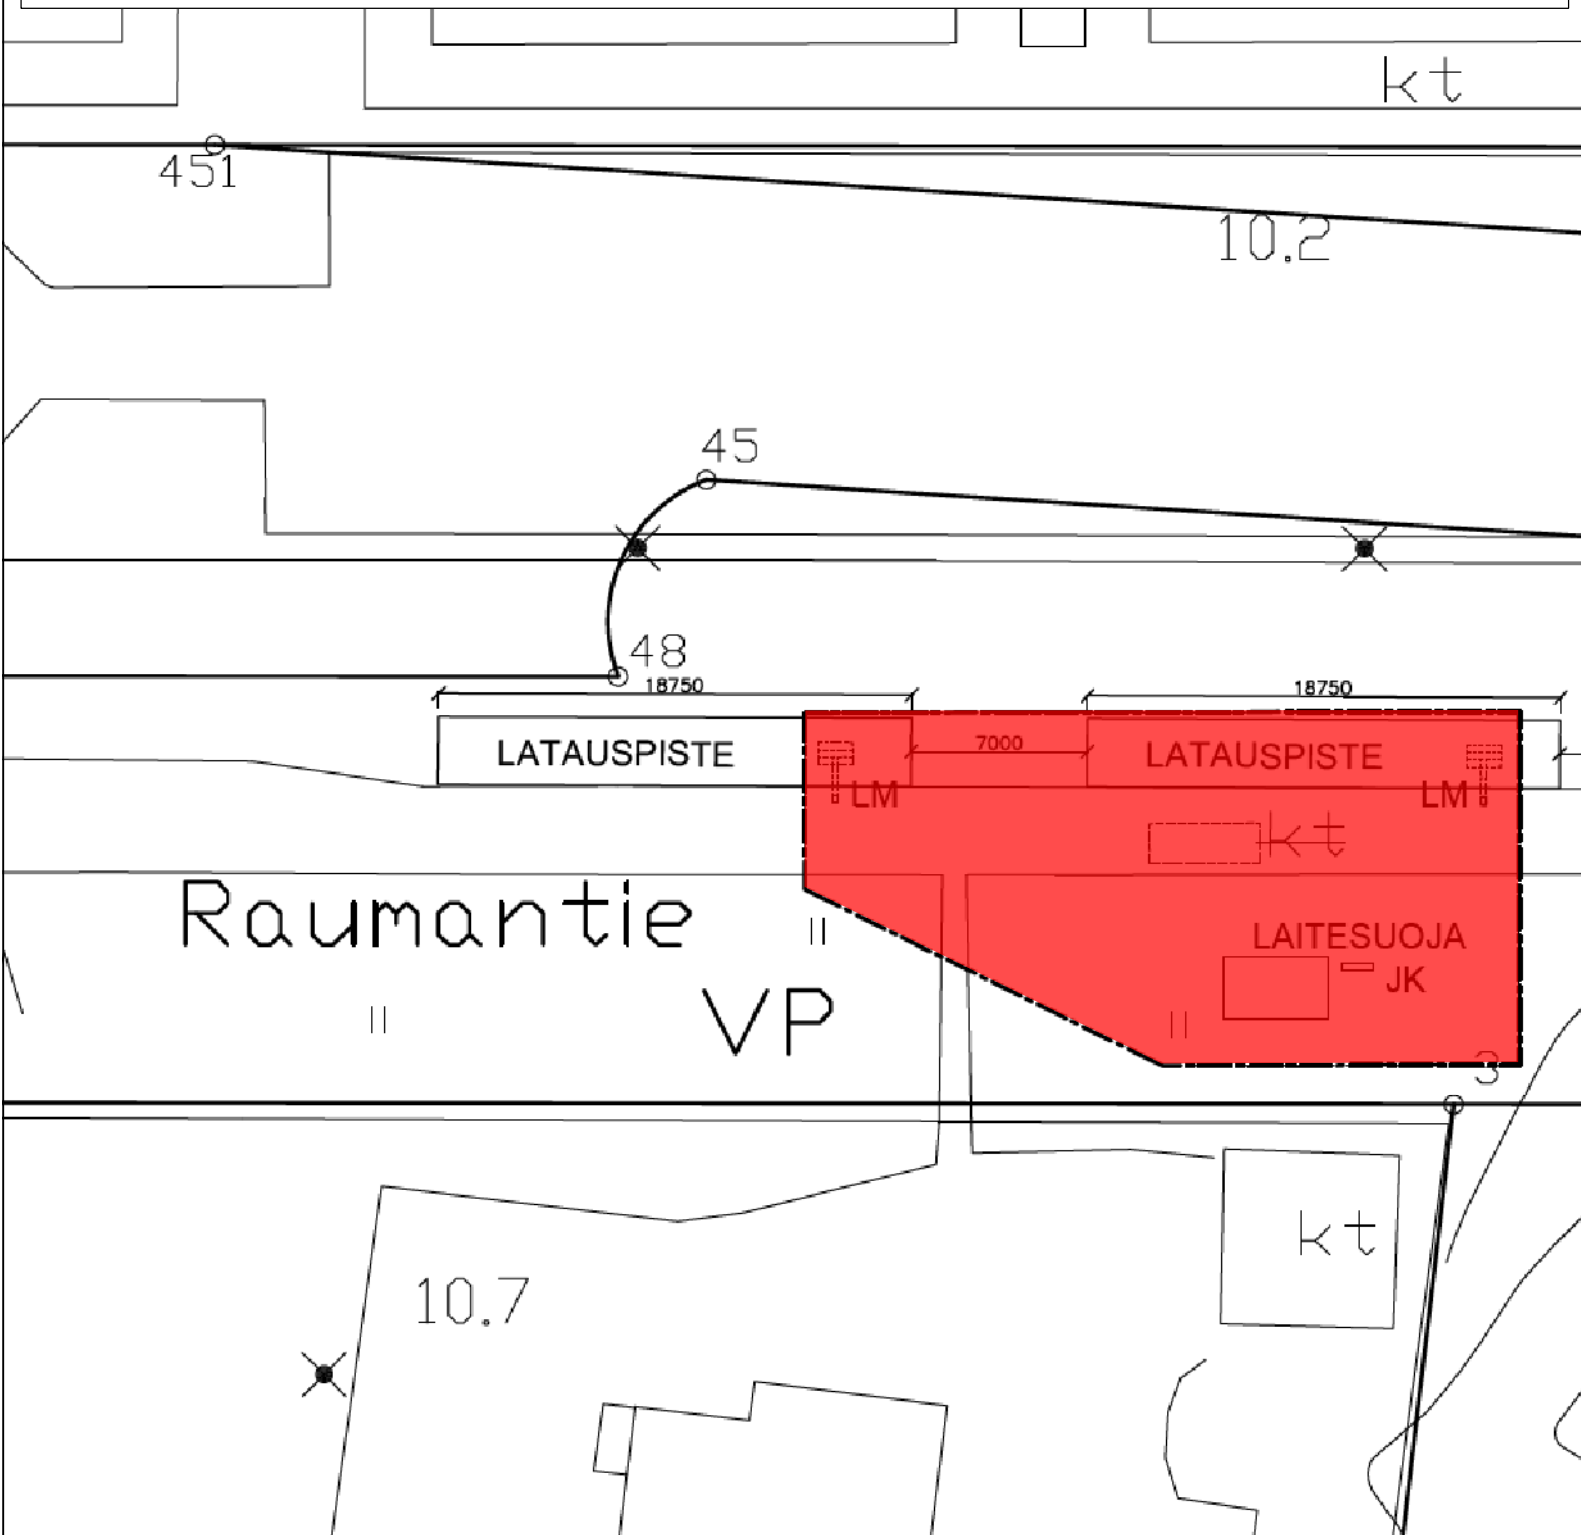 kt
451
10.2
45
48
18750
18750
LATAUSPISTE
7000
LATAUSPISTE
LM
LM
kt
Raumantie
LAITESUOJA
JK
VP
3
kt
10.7